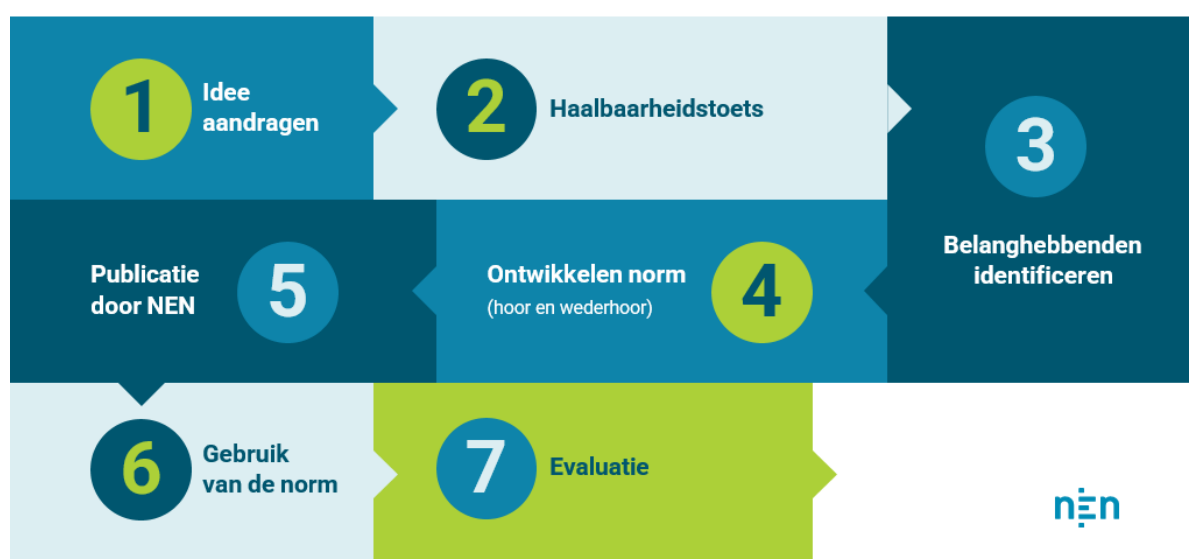 1
Idee
aandragen
2
Haalbaarheidstoets
3
Belanghebbenden
identificeren
4
Ontwikkelen norm
(hoor en wederhoor)
5
Publicatie
door NEN
6
Gebruik
van de norm
7
Evaluatie
nen